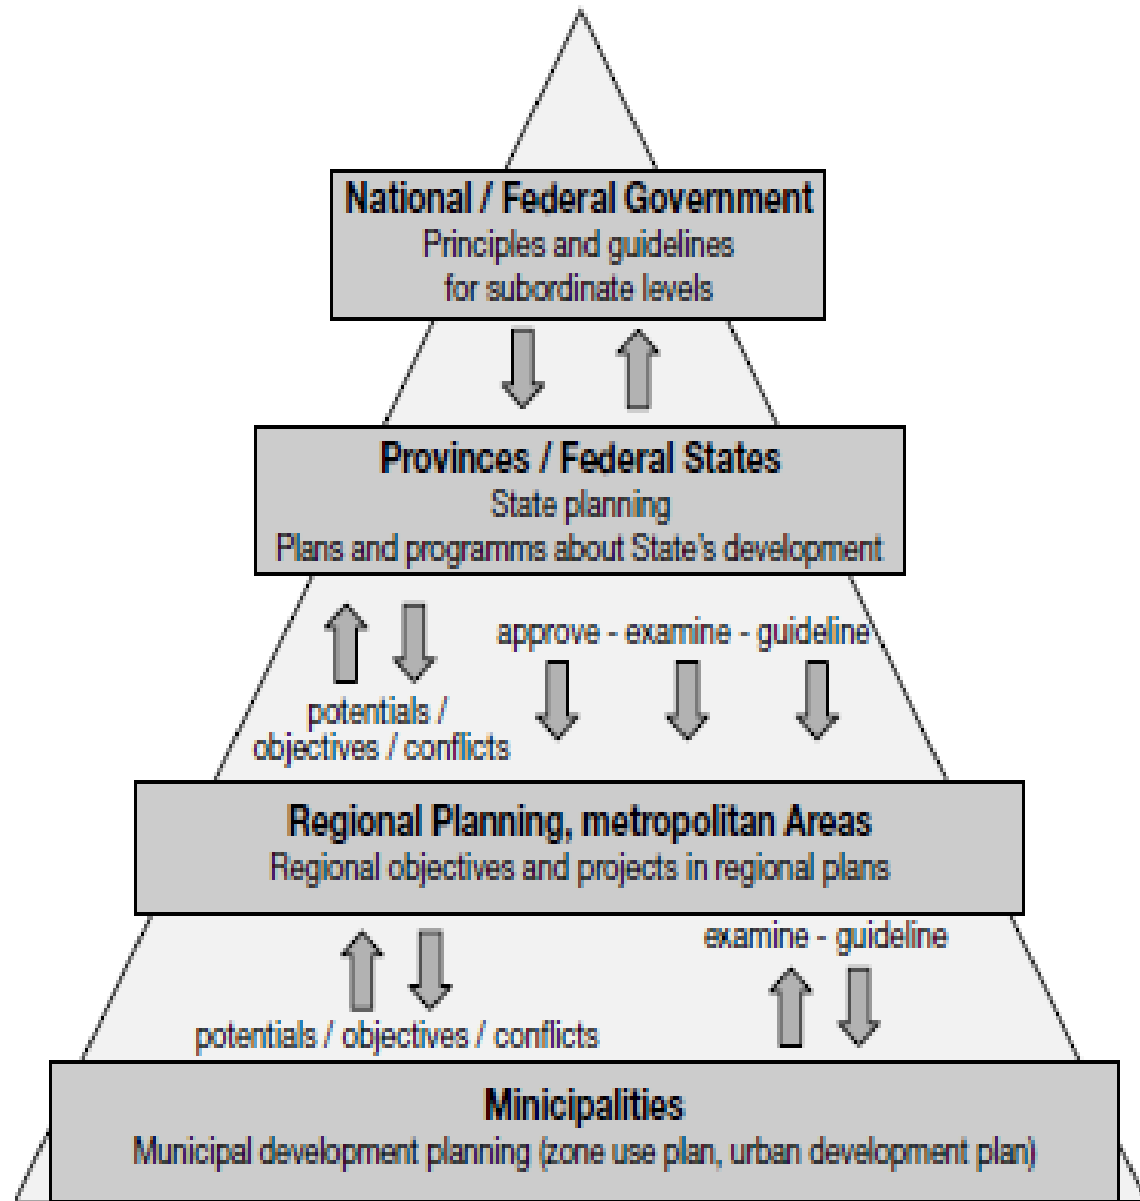 National / Federal Government
Principles and guidelines
for subordinate levels
Provinces / Federal States
State planning
Plans and programms about State's development
approve - examine - guideline
potentials /
objectives / conflicts
Regional Planning, metropolitan Areas
Regional objectives and projects in regional plans
examine - guideline
potentials / objectives / conflicts
Minicipalities
Municipal development planning (zone use plan, urban development plan)